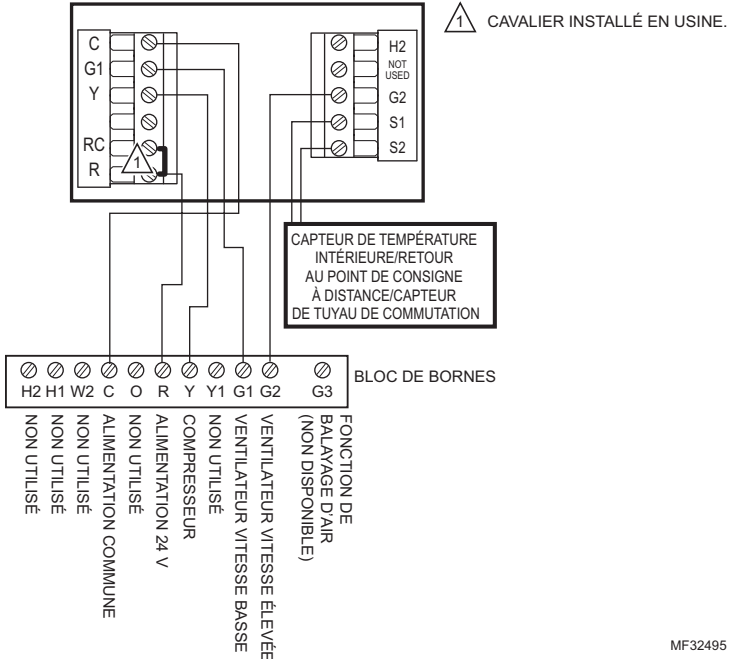 1 CAVALIER INSTALLÉ EN USINE.
C
G1
Y
RC
R
1
H2
NOT
USED
G2
S1
S2
CAPTEUR DE TEMPÉRATURE
INTÉRIEURE/RETOUR
AU POINT DE CONSIGNE
À DISTANCE/CAPTEUR
DE TUYAU DE COMMUTATION
H2 H1 W2 C O R Y Y1 G1 G2 G3
BLOC DE BORNES
NON UTILISÉ
NON UTILISÉ
NON UTILISÉ
ALIMENTATION COMMUNE
NON UTILISÉ
ALIMENTATION 24 V
COMPRESSEUR
NON UTILISÉ
VENTILATEUR VITESSE BASSE
VENTILATEUR VITESSE ÉLEVÉE
FONCTION DE
BALAYAGE D'AIR
(NON DISPONIBLE)
MF32495